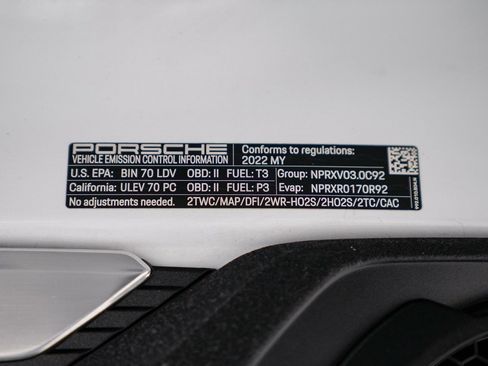 PORSCHE
VEHICLE EMISSION CONTROL INFORMATION
Conforms to regulations:
2022 MY
U.S. EPA: BIN 70 LDV OBD: II FUEL: T3 Group: NPRXV03.0C92
California: ULEV 70 PC OBD: II FUEL: P3 Evap: NPRXR0170R92
No adjustments needed. 2TWC/MAP/DFI/2WR-HO2S/2HO2S/2TC/CAC